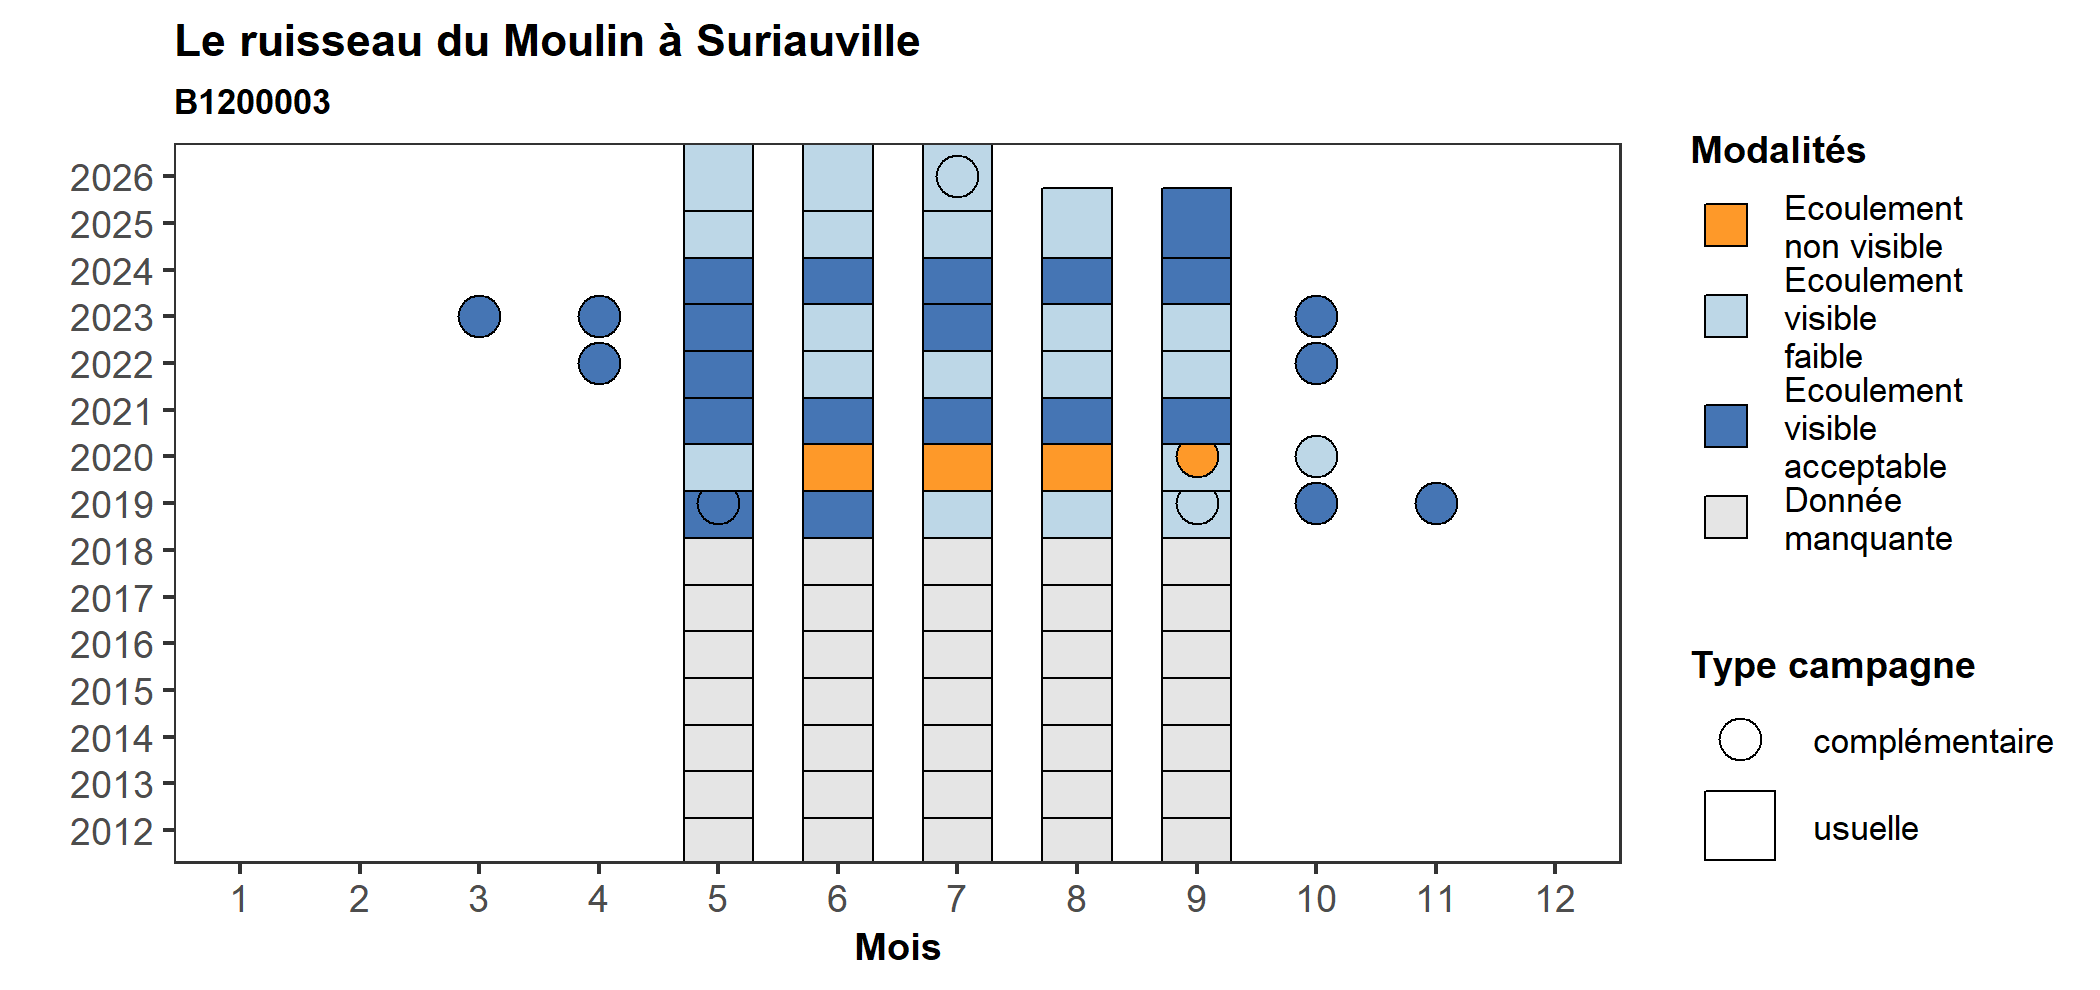 Le ruisseau du Moulin à Suriauville
B1200003
2026
2025
2024
2023
2022
2021
2020
2019
2018
2017
2016
2015
2014
2013
2012
1 2 3 4 5 6 7 8 9 10 11 12
Mois
Modalités
Ecoulement
non visible
Ecoulement
visible
faible
Ecoulement
visible
acceptable
Donnée
manquante
Type campagne
complémentaire
usuelle